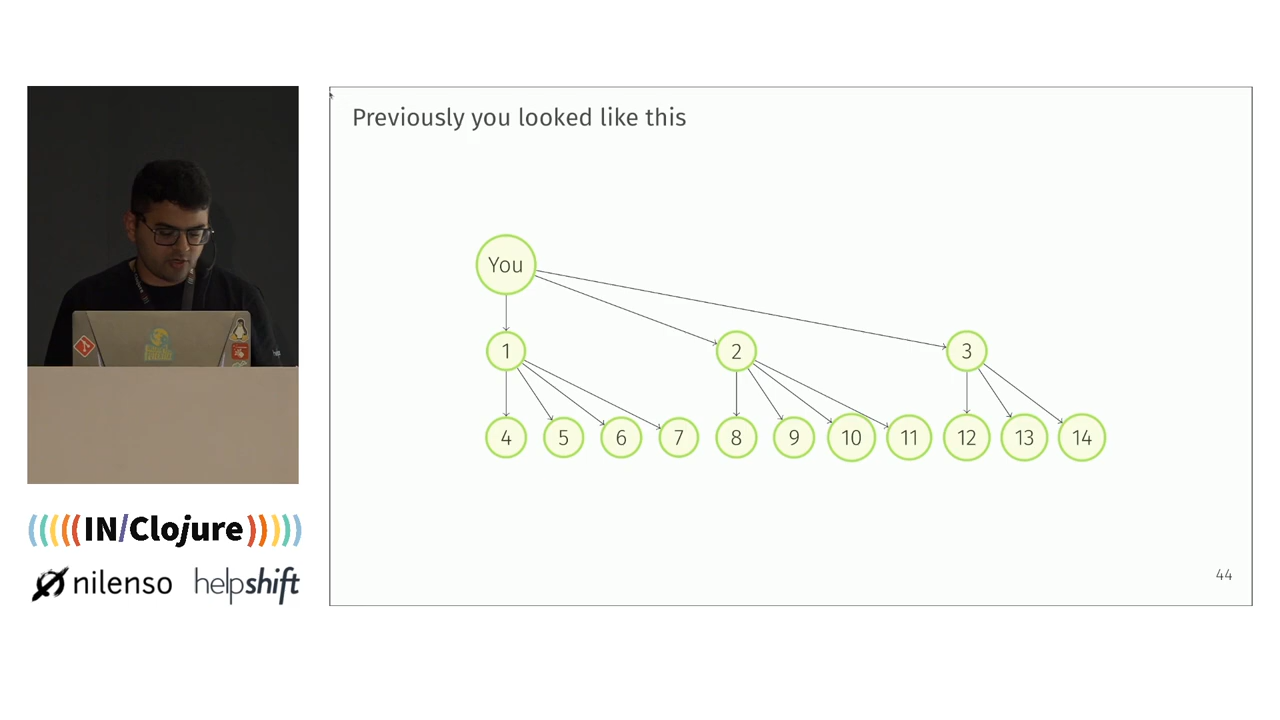 Previously you looked like this
You
1 2 3
4 5 6 7 8 9 10 11 12 13 14
44
((((( IN/Clojure )))))
nilenso helpshift